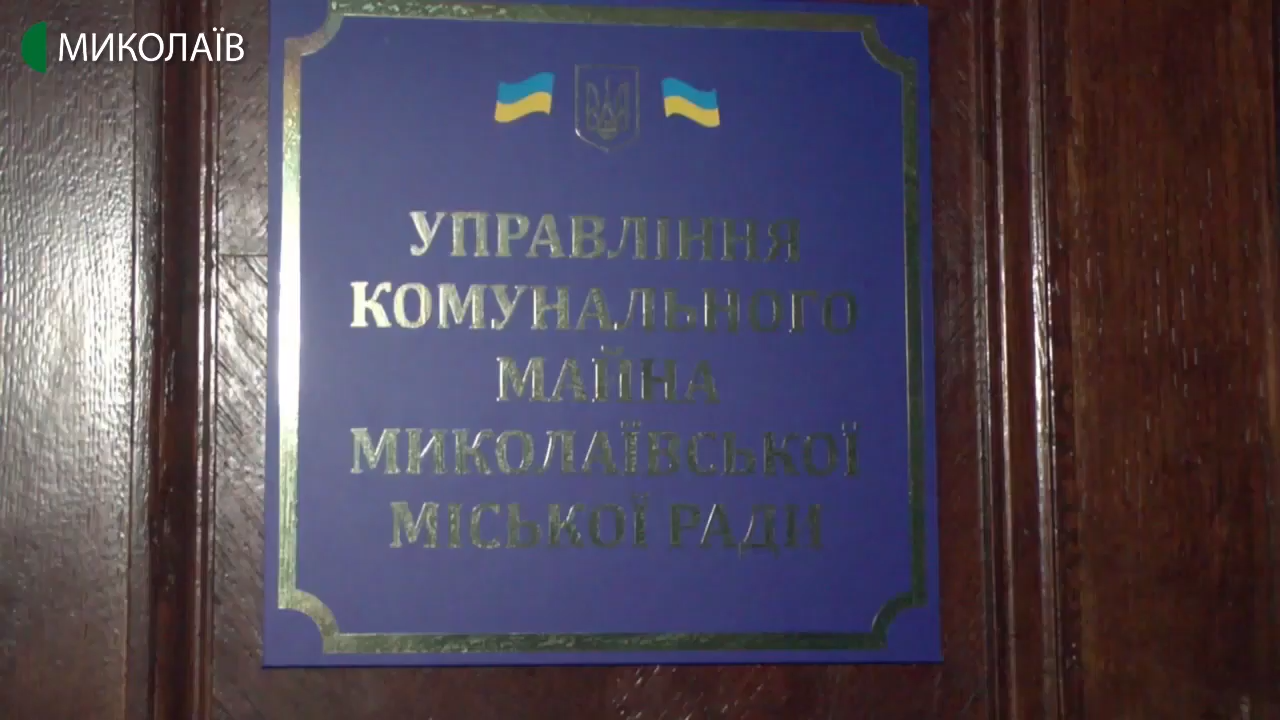 МИКОЛАЇВ
УПРАВЛІННЯ
КОМУНАЛЬНОГО
МАЙНА
МИКОЛАЇВСЬКОЇ
МІСЬКОЇ РАДИ